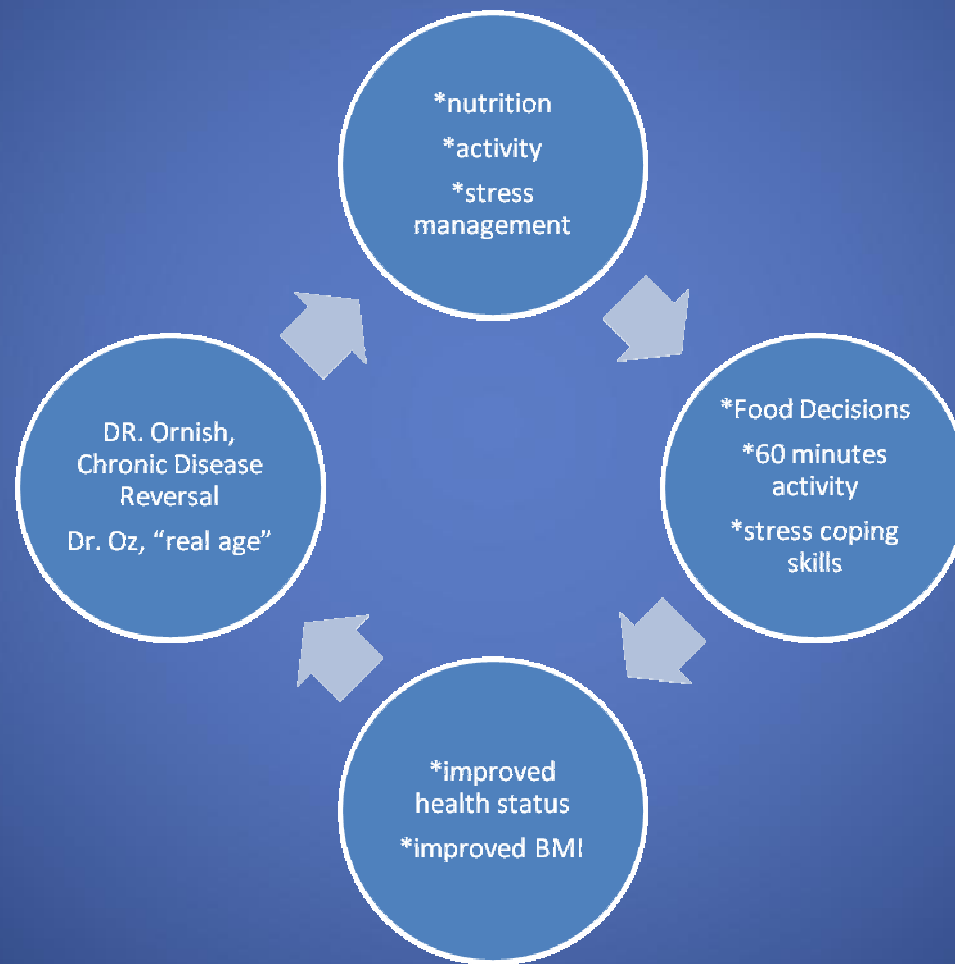 *nutrition
*activity
*stress
management
*Food Decisions
*60 minutes
activity
*stress coping
skills
*improved
health status
*improved BMI
DR. Ornish,
Chronic Disease
Reversal
Dr. Oz, “real age”